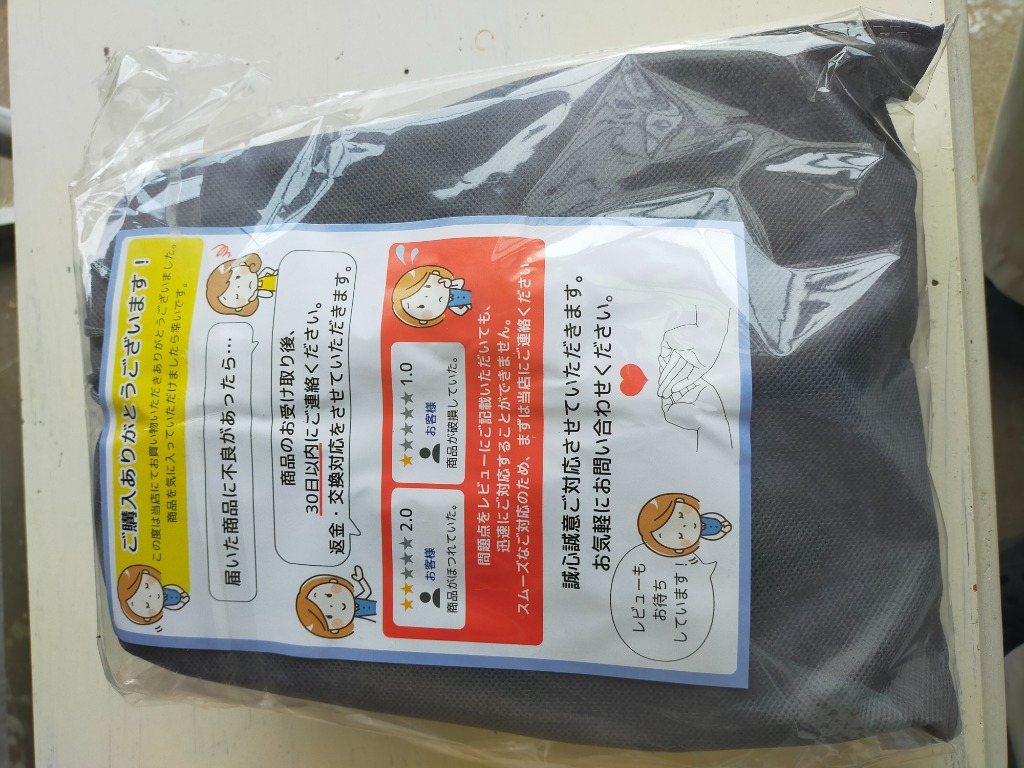 ご購入ありがとうございます！
この度は当店にてお買い物いただきありがとうございました。
商品を気に入っていただけましたら幸いです。
届いた商品に不良があったら…
商品のお受け取り後、
30日以内にご連絡ください。
返金・交換対応をさせていただきます。
★★★★★ 2.0
お客様
商品がほつれていた。
★★★★★ 1.0
お客様
商品が破損していた。
問題点をレビューにご記載いただいても、
迅速にご対応することができません。
スムーズなご対応のため、まずは当店にご連絡ください。
誠心誠意ご対応させていただきます。
お気軽にお問い合わせください。
レビューも
お待ち
しています！